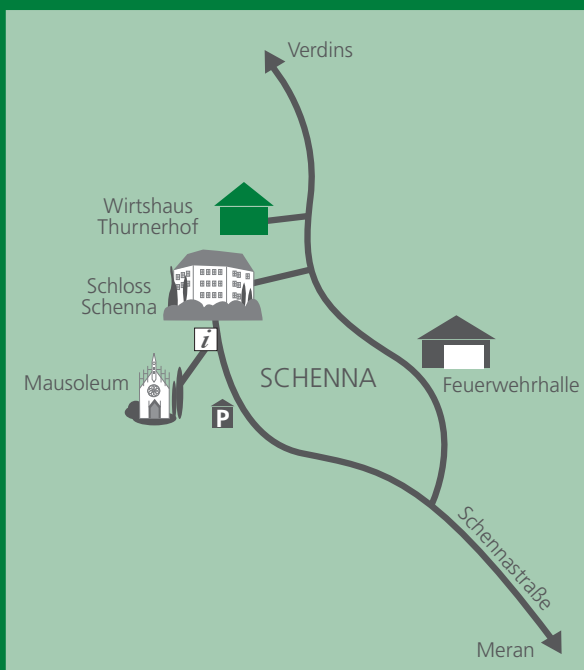 Verdins
Wirtshaus
Thurnerhof
Schloss
Schenna
i
Mausoleum
SCHENNA
Feuerwehrhalle
P
Schennastraße
Meran